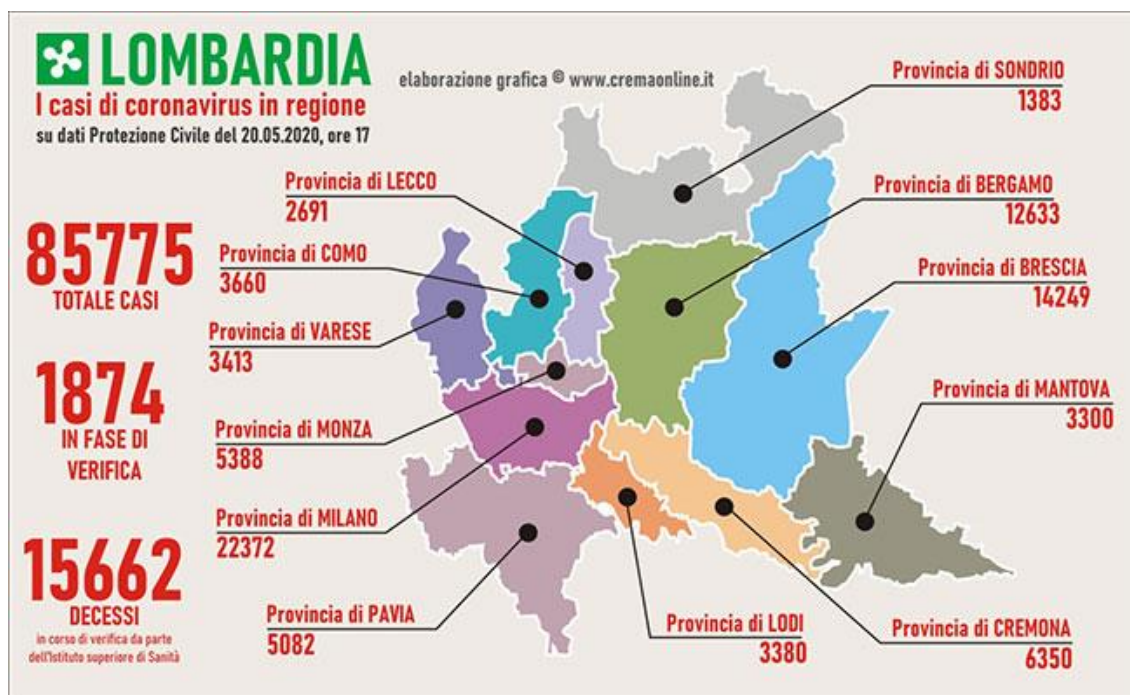 LOMBARDIA
I casi di coronavirus in regione
su dati Protezione Civile del 20.05.2020, ore 17
elaborazione grafica © www.cremaonline.it
85775
TOTALE CASI
1874
IN FASE DI
VERIFICA
15662
DECESSI
in corso di verifica da parte
dell'Istituto superiore di Sanità
Provincia di LECCO
2691
Provincia di COMO
3660
Provincia di VARESE
3413
Provincia di MONZA
5388
Provincia di MILANO
22372
Provincia di PAVIA
5082
Provincia di SONDRIO
1383
Provincia di BERGAMO
12633
Provincia di BRESCIA
14249
Provincia di MANTOVA
3300
Provincia di LODI
3380
Provincia di CREMONA
6350